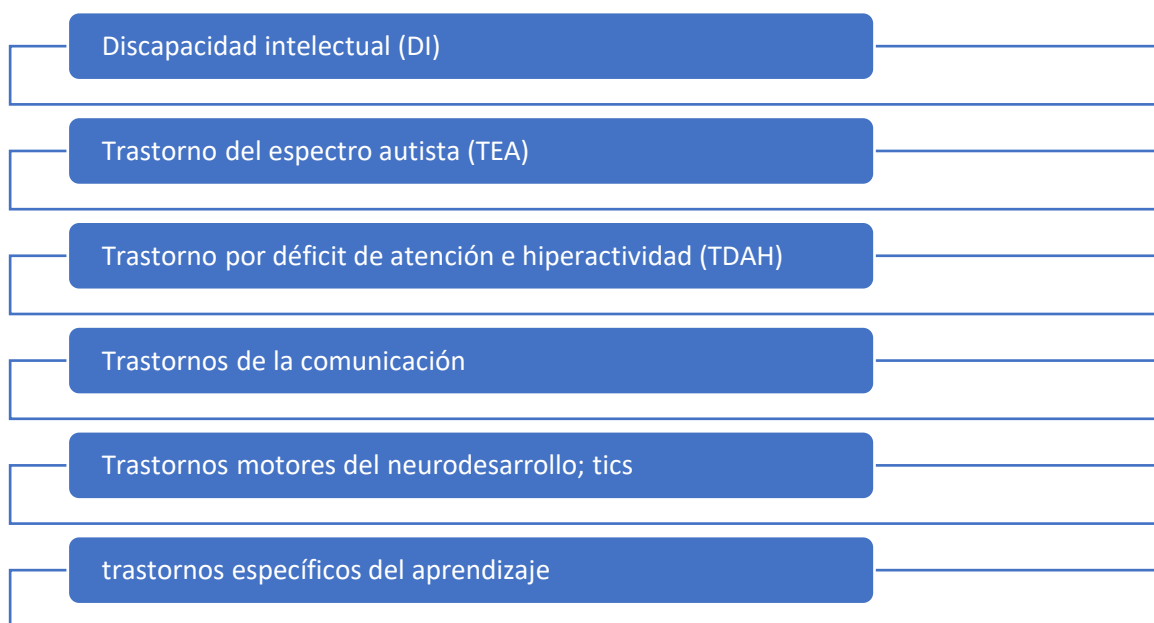 Discapacidad intelectual (DI)
Trastorno del espectro autista (TEA)
Trastorno por déficit de atención e hiperactividad (TDAH)
Trastornos de la comunicación
Trastornos motores del neurodesarrollo; tics
trastornos específicos del aprendizaje